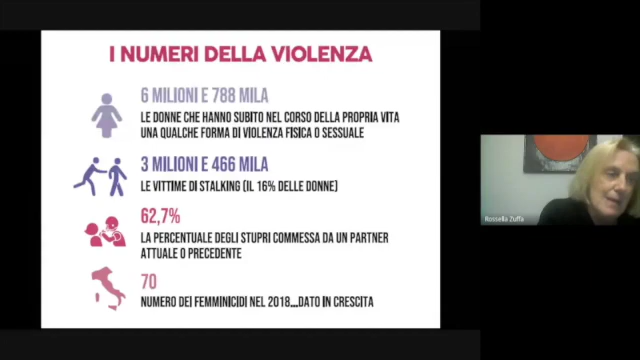 I NUMERI DELLA VIOLENZA
6 MILIONI E 788 MILA
LE DONNE CHE HANNO SUBITO NEL CORSO DELLA PROPRIA VITA
UNA QUALCHE FORMA DI VIOLENZA FISICA O SESSUALE
3 MILIONI E 466 MILA
LE VITTIME DI STALKING (IL 16% DELLE DONNE)
62,7%
LA PERCENTUALE DEGLI STUPRI COMMESSA DA UN PARTNER
ATTUALE O PRECEDENTE
70
NUMERO DEI FEMMINICIDI NEL 2018...DATO IN CRESCITA
Rossella Zuffa